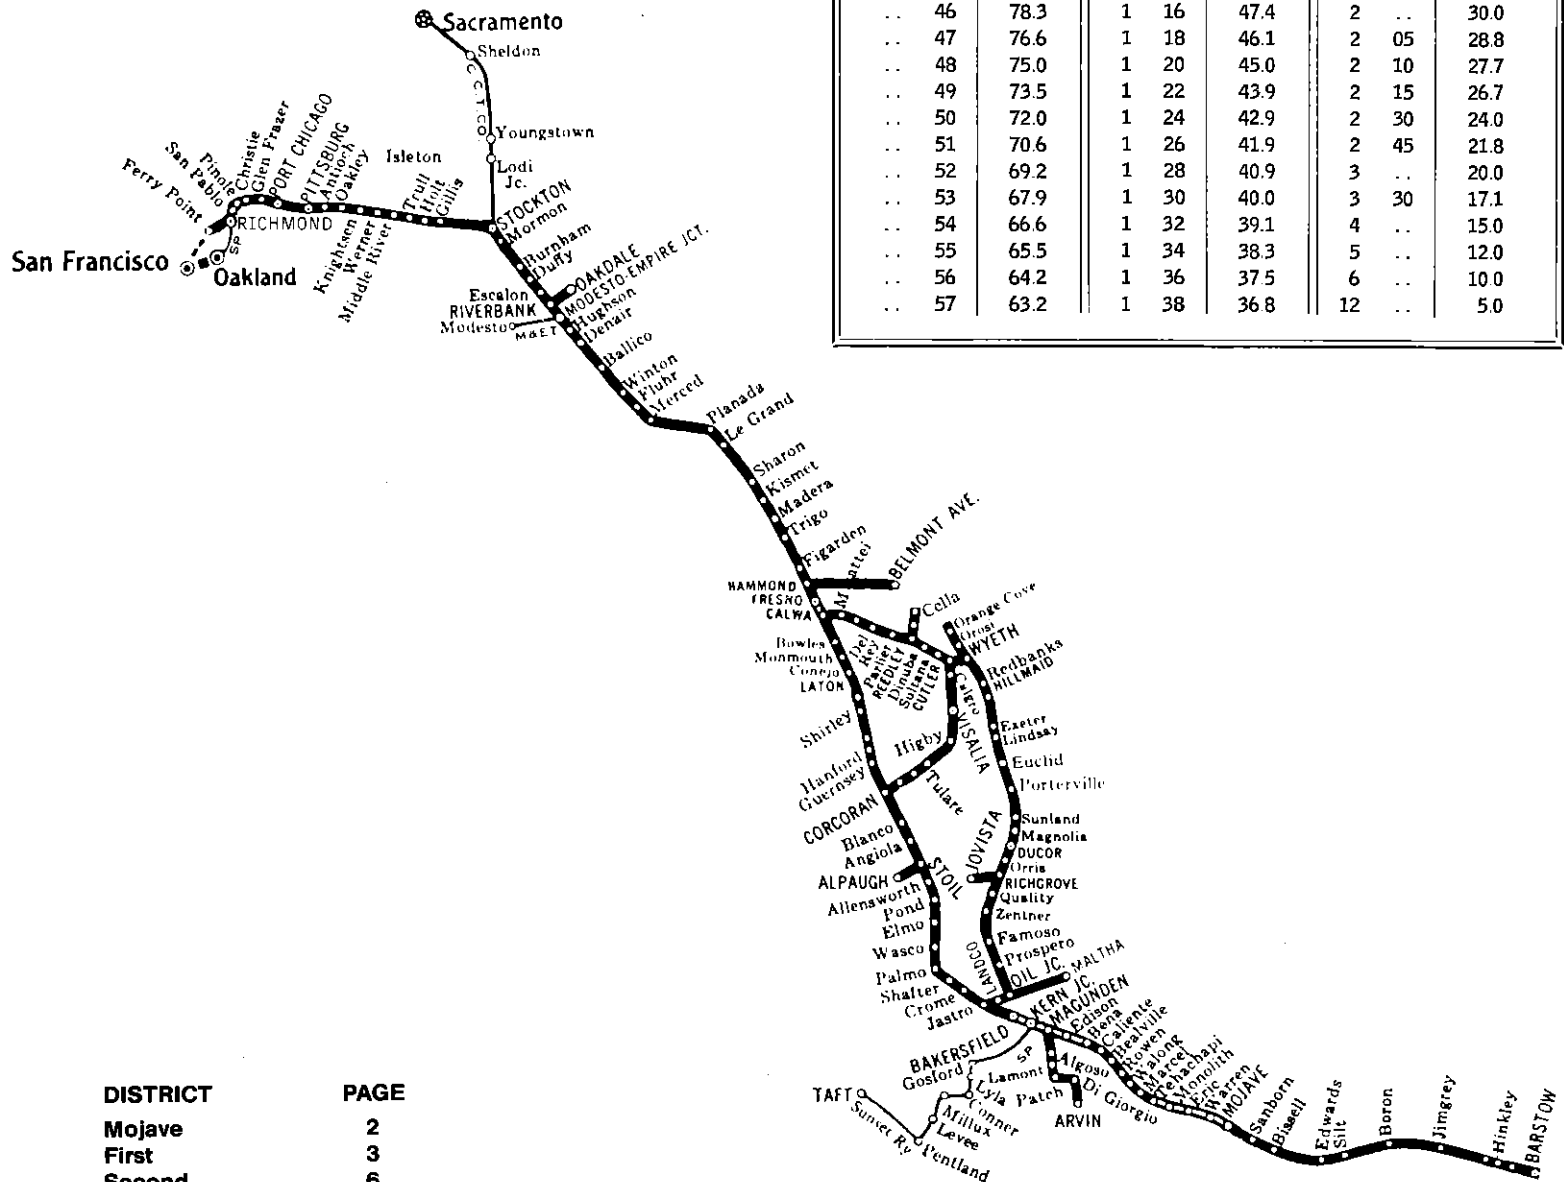 .. 46 78.3 1 16 47.4 2 .. 30.0
.. 47 76.6 1 18 46.1 2 05 28.8
.. 48 75.0 1 20 45.0 2 10 27.7
.. 49 73.5 1 22 43.9 2 15 26.7
.. 50 72.0 1 24 42.9 2 30 24.0
.. 51 70.6 1 26 41.9 2 45 21.8
.. 52 69.2 1 28 40.9 3 .. 20.0
.. 53 67.9 1 30 40.0 3 30 17.1
.. 54 66.6 1 32 39.1 4 .. 15.0
.. 55 65.5 1 34 38.3 5 .. 12.0
.. 56 64.2 1 36 37.5 6 .. 10.0
.. 57 63.2 1 38 36.8 12 .. 5.0
Sacramento
Sheldon
C.C.T.CO.
Youngstown
Lodi
Jc.
San Francisco
Oakland
SP
Ferry Point
RICHMOND
San Pablo
Pinole
Christie
Glen Frazer
PORT CHICAGO
PITTSBURG
Antioch
Oakley
Knightsen
Werner
Middle River
Isleton
Trull
Holt
Gillis
STOCKTON
Mormon
Burnham
Duffy
Escalon
RIVERBANK
OAKDALE
MODESTO-EMPIRE JCT.
Modesto
M&ET
Hughson
Denair
Ballico
Winton
Fluhr
Merced
Planada
Le Grand
Sharon
Kismet
Madera
Trigo
Figarden
HAMMOND
BELMONT AVE.
FRESNO
CALWA
Del
Rey
Parlier
REEDLEY
Dinuba
Sultana
CUTLER
Cella
Orange Cove
Orosi
WYETH
Redbanks
HILLMAID
Calgro
VISALIA
Higby
Tulare
Exeter
Lindsay
Euclid
Porterville
Sunland
Magnolia
DUCOR
Orris
JOVISTA
RICHGROVE
Quality
Zentner
Famoso
Prospero
LANDCO
OIL JC.
MALTHA
Bowles
Monmouth
Conejo
LATON
Shirley
Hanford
Guernsey
CORCORAN
Blanco
Angiola
STOIL
ALPAUGH
Allensworth
Pond
Elmo
Wasco
Palmo
Shafter
Crome
Jastro
BAKERSFIELD
KERN JC.
MAGUNDEN
SP
Gosford
Lyla
Conner
Millux
Levee
Pentland
Sunset Ry
TAFT
Algoso
Lamont
Patch
Di Giorgio
ARVIN
Edison
Bena
Caliente
Bealville
Rowen
Walong
Marcel
Tehachapi
Monolith
Eric
Warren
MOJAVE
Sanborn
Bissell
Edwards
Silt
Boron
Jimgrey
Hinkley
BARSTOW
DISTRICT PAGE
Mojave 2
First 3
Second 6